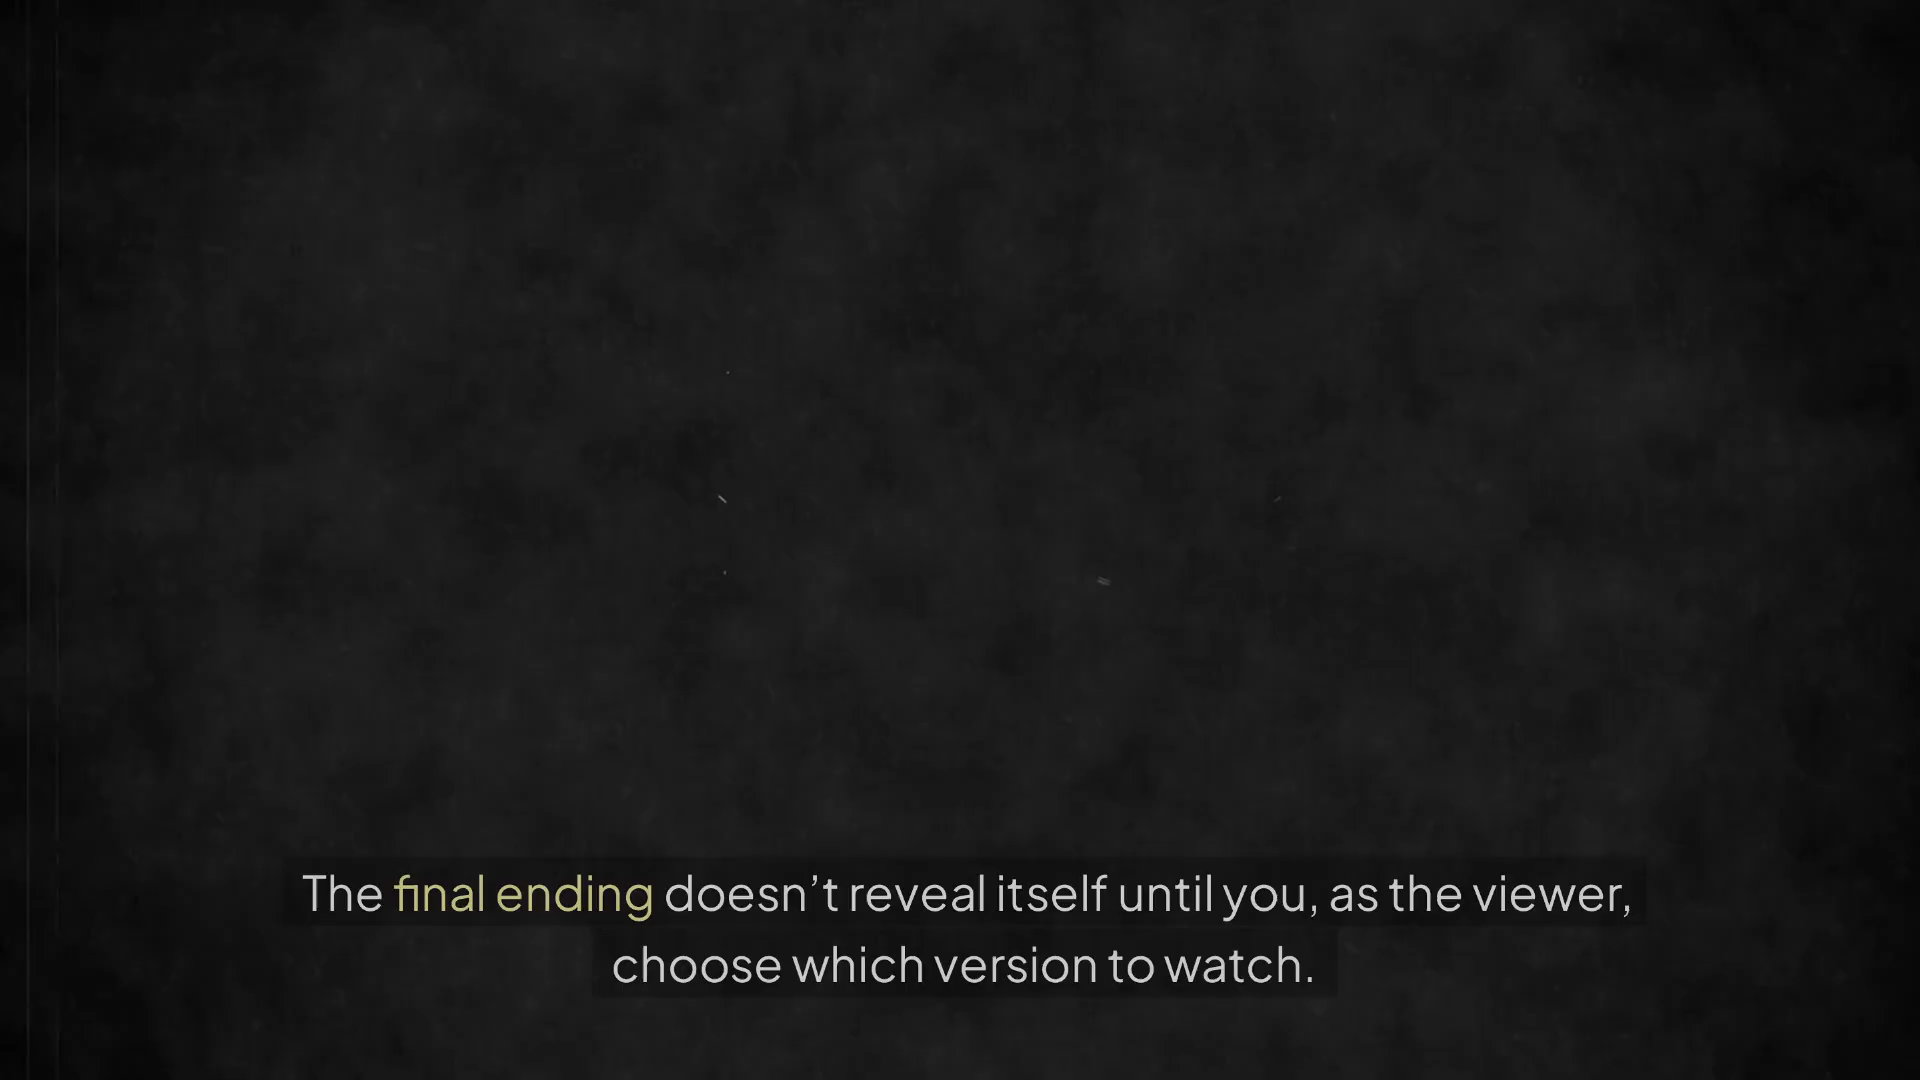 The final ending doesn’t reveal itself until you, as the viewer,
choose which version to watch.